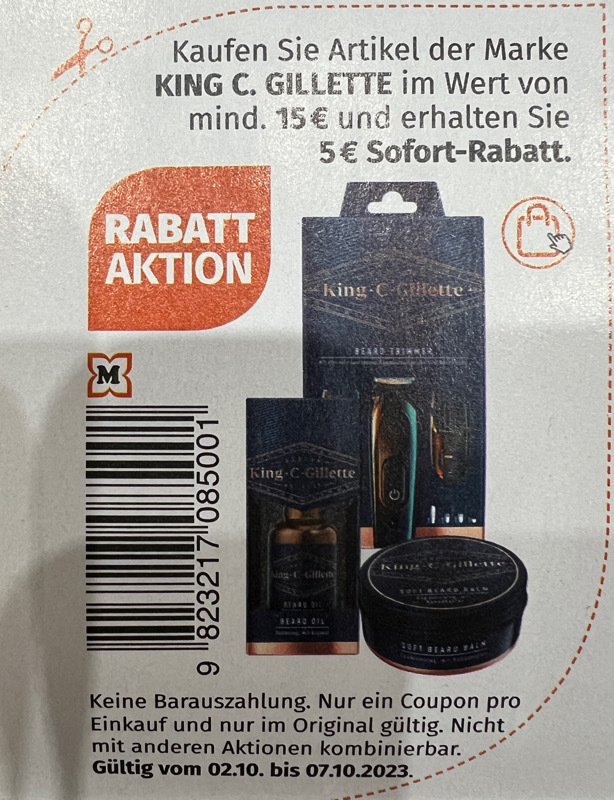 Kaufen Sie Artikel der Marke
KING C. GILLETTE im Wert von
mind. 15€ und erhalten Sie
5€ Sofort-Rabatt.
RABATT
AKTION
King·C·Gillette
BEARD TRIMMER
M
King·C·Gillette
King·C·Gillette
BEARD OIL
BEARD OIL
King·C·Gillette
SOFT BEARD BALM
SOFT BEARD BALM
9 823217 085001
Keine Barauszahlung. Nur ein Coupon pro
Einkauf und nur im Original gültig. Nicht
mit anderen Aktionen kombinierbar.
Gültig vom 02.10. bis 07.10.2023.